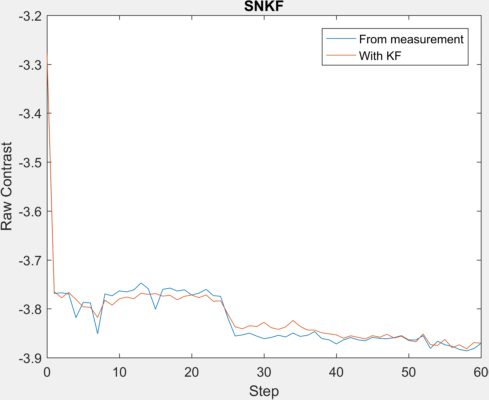 SNKF
From measurement
With KF
Raw Contrast
-3.2
-3.3
-3.4
-3.5
-3.6
-3.7
-3.8
-3.9
0 10 20 30 40 50 60
Step